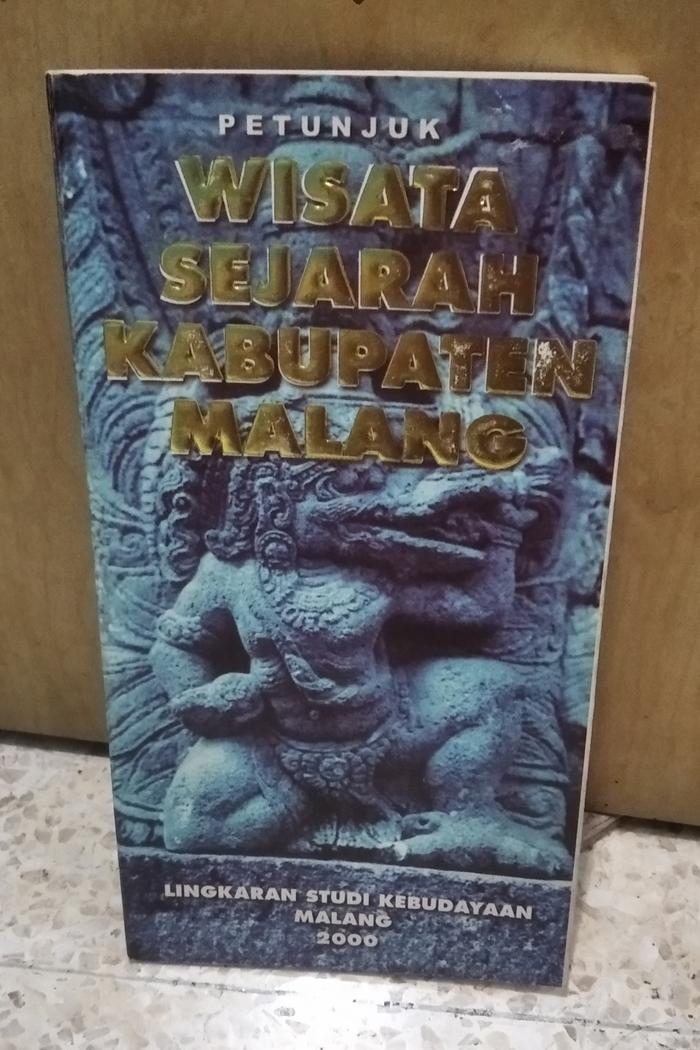 PETUNJUK
WISATA
SEJARAH
KABUPATEN
MALANG
LINGKARAN STUDI KEBUDAYAAN
MALANG
2000